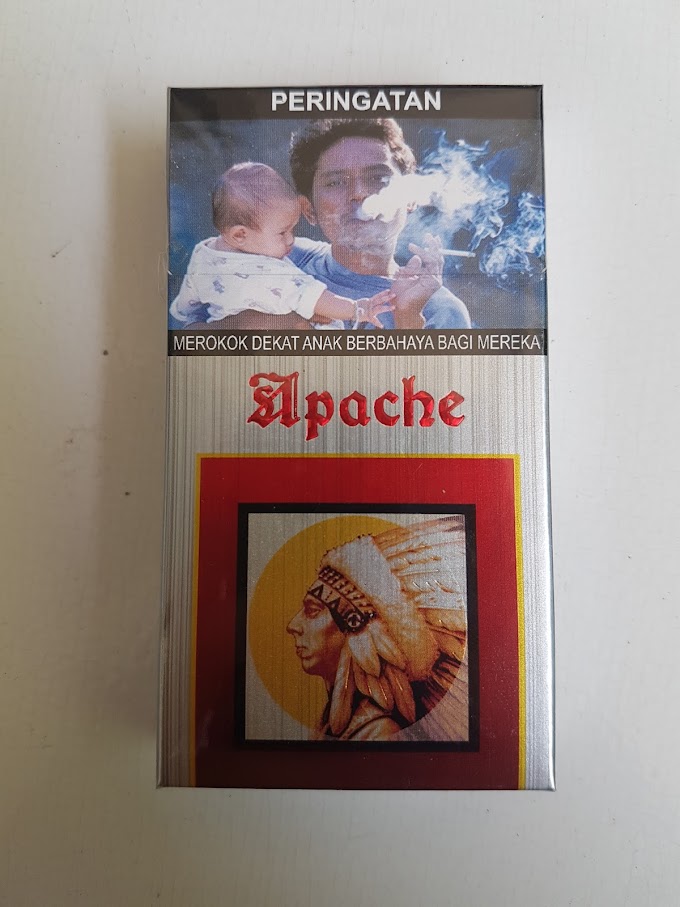 PERINGATAN
MEROKOK DEKAT ANAK BERBAHAYA BAGI MEREKA
Apache